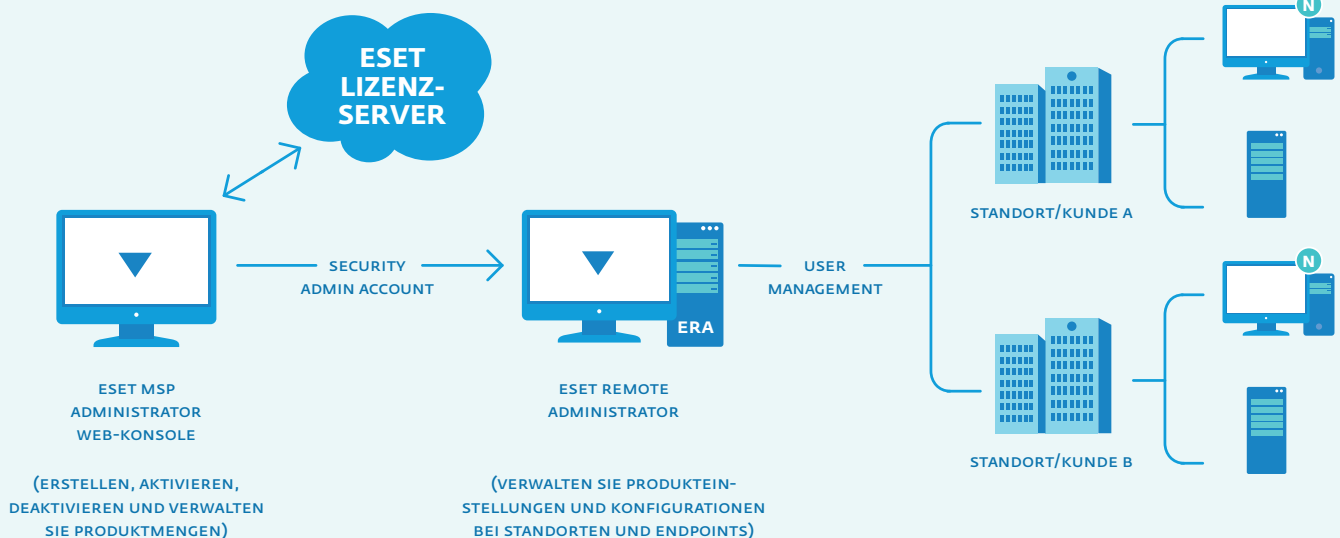 N
ESET
LIZENZ-
SERVER
SECURITY
ADMIN ACCOUNT
ERA
USER
MANAGEMENT
STANDORT/KUNDE A
N
STANDORT/KUNDE B
ESET MSP
ADMINISTRATOR
WEB-KONSOLE
(ERSTELLEN, AKTIVIEREN,
DEAKTIVIEREN UND VERWALTEN
SIE PRODUKTMENGEN)
ESET REMOTE
ADMINISTRATOR
(VERWALTEN SIE PRODUKTEIN-
STELLUNGEN UND KONFIGURATIONEN
BEI STANDORTEN UND ENDPOINTS)